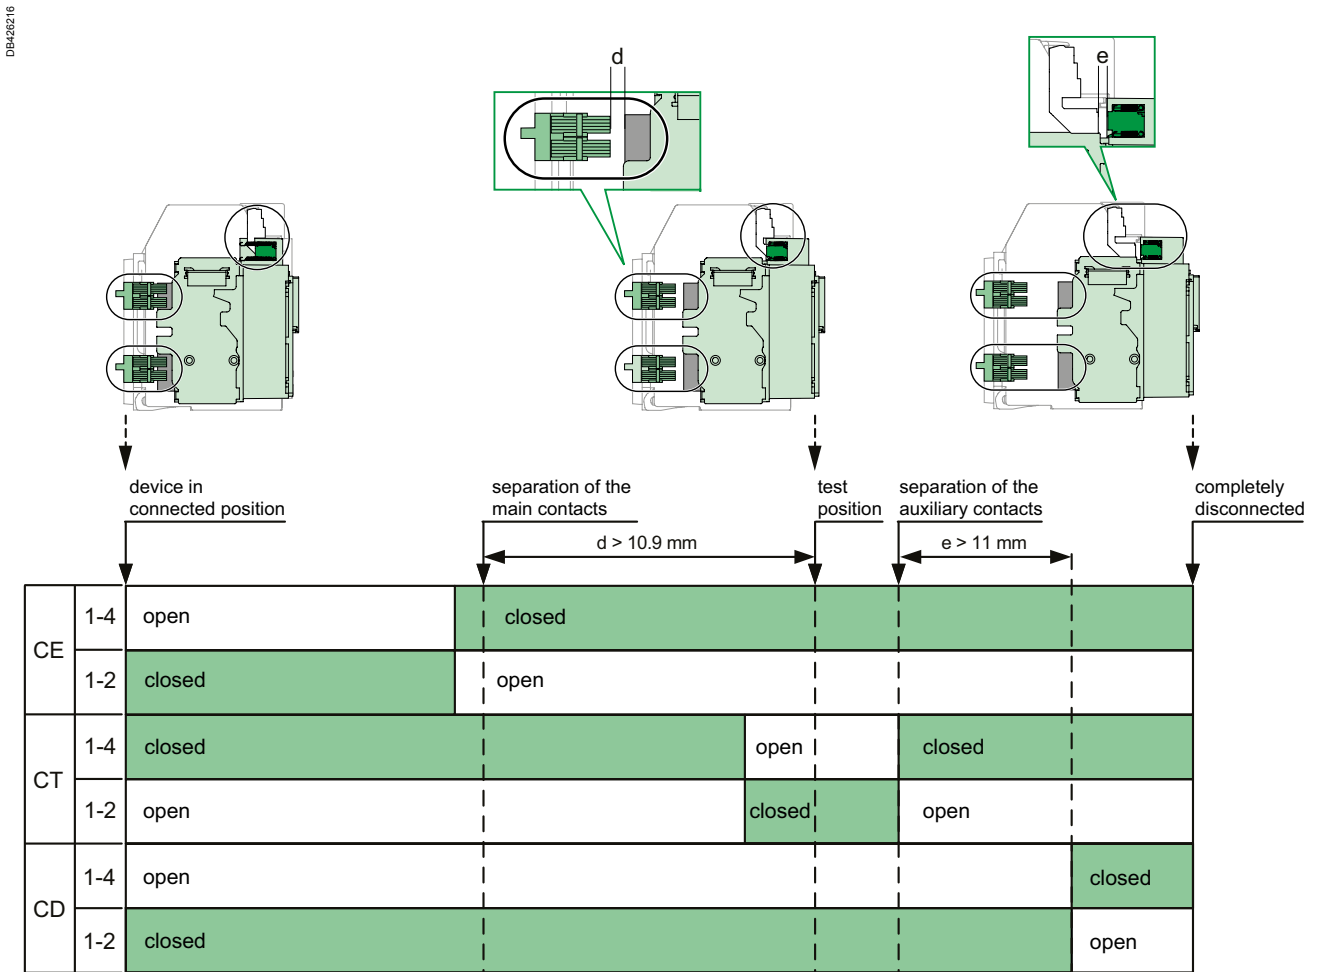 DB426216
d
e
device in
connected position
separation of the
main contacts
test
position
separation of the
auxiliary contacts
completely
disconnected
d > 10.9 mm
e > 11 mm
CE
1-4
open
closed
1-2
closed
open
CT
1-4
closed
open
closed
1-2
open
closed
open
CD
1-4
open
closed
1-2
closed
open